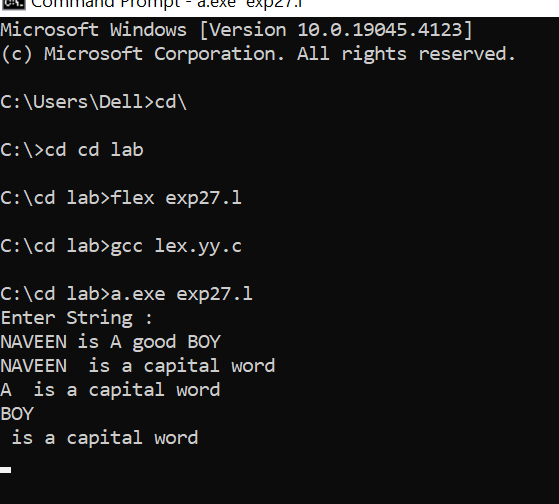 Command Prompt - a.exe exp27.l
Microsoft Windows [Version 10.0.19045.4123]
(c) Microsoft Corporation. All rights reserved.
C:\Users\Dell>cd\
C:\>cd cd lab
C:\cd lab>flex exp27.l
C:\cd lab>gcc lex.yy.c
C:\cd lab>a.exe exp27.l
Enter String :
NAVEEN is A good BOY
NAVEEN  is a capital word
A  is a capital word
BOY
 is a capital word